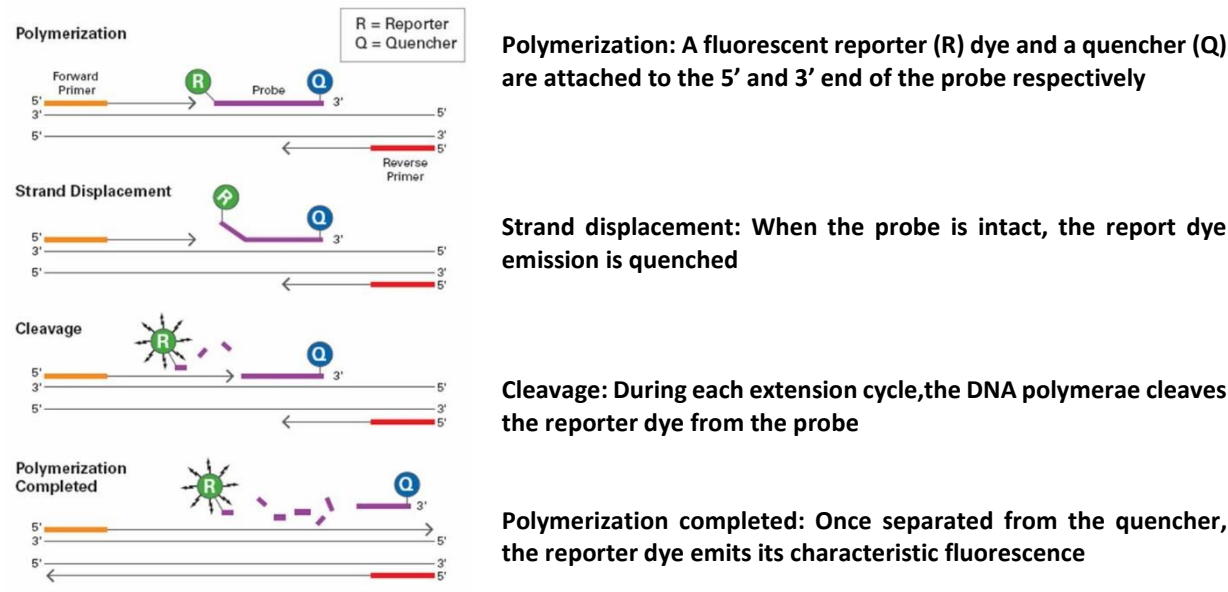 R = Reporter
Q = Quencher
Polymerization
Forward
Primer
R
Probe
Q
5'
3'
3'
5'
5'
3'
5'
Reverse
Primer
Polymerization: A fluorescent reporter (R) dye and a quencher (Q)
are attached to the 5’ and 3’ end of the probe respectively
Strand Displacement
R
Q
5'
3'
3'
5'
5'
3'
5'
Strand displacement: When the probe is intact, the report dye
emission is quenched
Cleavage
R
Q
5'
3'
3'
5'
5'
3'
5'
Cleavage: During each extension cycle,the DNA polymerae cleaves
the reporter dye from the probe
Polymerization
Completed
R
Q
3'
5'
3'
5'
5'
3'
5'
Polymerization completed: Once separated from the quencher,
the reporter dye emits its characteristic fluorescence